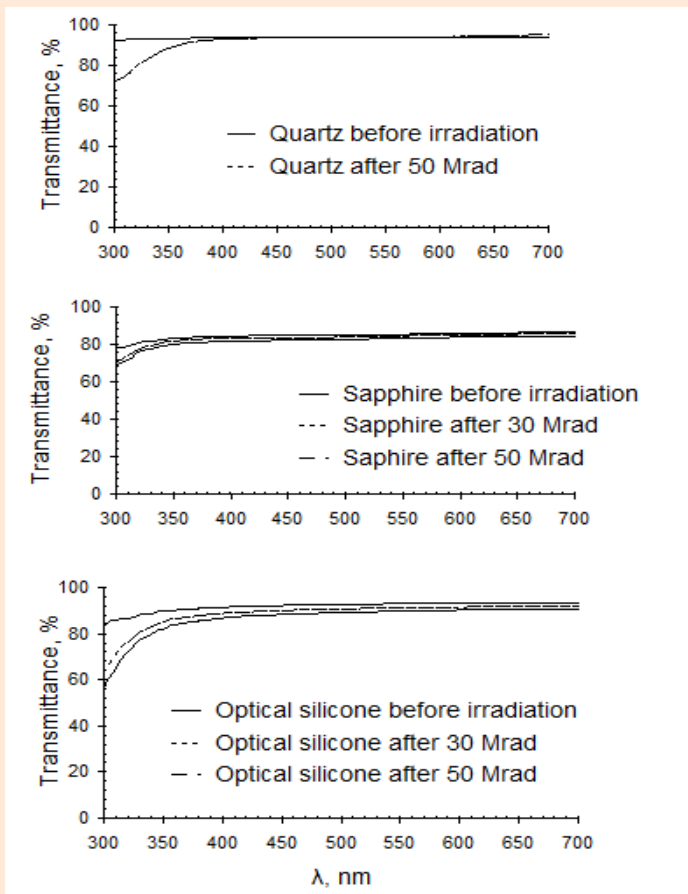 Transmittance, %
100
80
60
40
20
0
Quartz before irradiation
Quartz after 50 Mrad
300 350 400 450 500 550 600 650 700
Transmittance, %
100
80
60
40
20
0
Sapphire before irradiation
Sapphire after 30 Mrad
Saphire after 50 Mrad
300 350 400 450 500 550 600 650 700
Transmittance, %
100
80
60
40
20
0
Optical silicone before irradiation
Optical silicone after 30 Mrad
Optical silicone after 50 Mrad
300 350 400 450 500 550 600 650 700
λ, nm